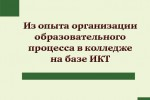 Из опыта организации
образовательного
процесса в колледже
на базе ИКТ